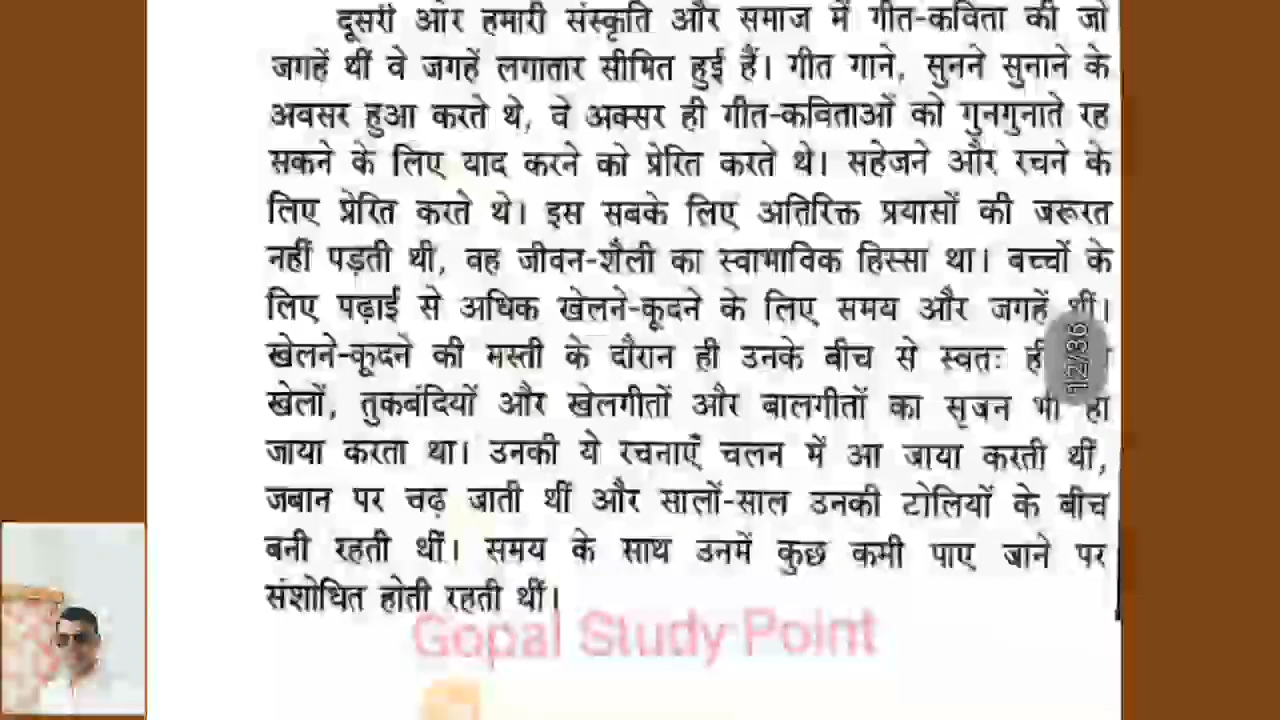 दूसरी ओर हमारी संस्कृति और समाज में गीत-कविता की जो
जगहें थीं वे जगहें लगातार सीमित हुई हैं। गीत गाने, सुनने सुनाने के
अवसर हुआ करते थे, वे अक्सर ही गीत-कविताओं को गुनगुनाते रह
सकने के लिए याद करने को प्रेरित करते थे। सहेजने और रचने के
लिए प्रेरित करते थे। इस सबके लिए अतिरिक्त प्रयासों की जरूरत
नहीं पड़ती थी, वह जीवन-शैली का स्वाभाविक हिस्सा था। बच्चों के
लिए पढ़ाई से अधिक खेलने-कूदने के लिए समय और जगहें थीं।
खेलने-कूदने की मस्ती के दौरान ही उनके बीच से स्वतः ही
खेलों, तुकबंदियों और खेलगीतों और बालगीतों का सृजन भी हो
जाया करता था। उनकी ये रचनाएँ चलन में आ जाया करती थीं,
जबान पर चढ़ जाती थीं और सालों-साल उनकी टोलियों के बीच
बनी रहती थीं। समय के साथ उनमें कुछ कमी पाए जाने पर
संशोधित होती रहती थीं।
12/36
Gopal Study Point